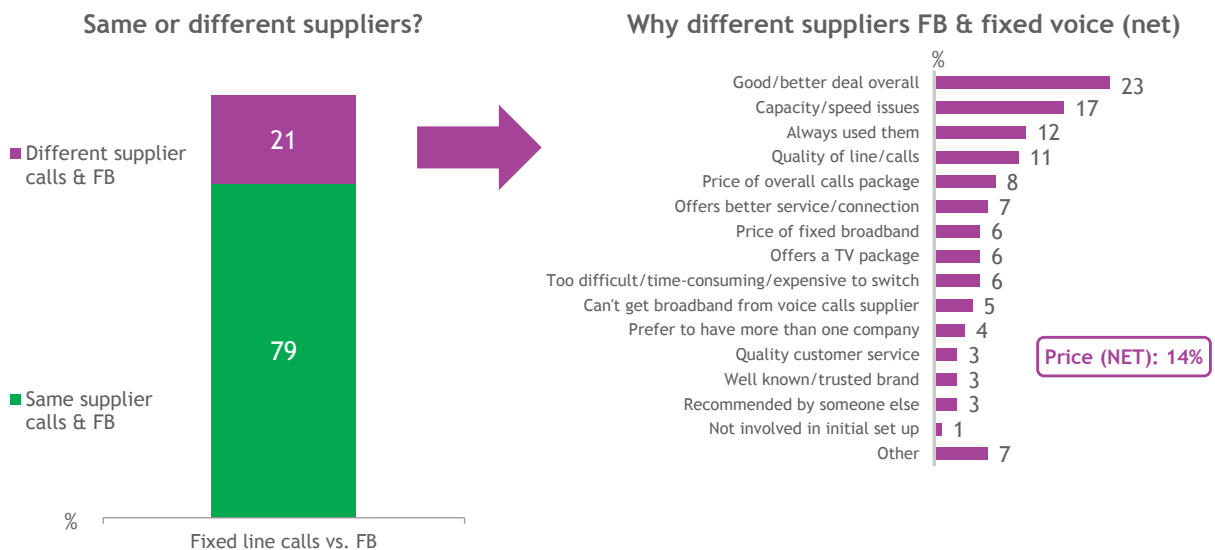 Same or different suppliers?
Different supplier
calls & FB
21
79
Same supplier
calls & FB
%
Fixed line calls vs. FB
Why different suppliers FB & fixed voice (net)
%
Good/better deal overall 23
Capacity/speed issues 17
Always used them 12
Quality of line/calls 11
Price of overall calls package 8
Offers better service/connection 7
Price of fixed broadband 6
Offers a TV package 6
Too difficult/time-consuming/expensive to switch 6
Can't get broadband from voice calls supplier 5
Prefer to have more than one company 4
Quality customer service 3
Well known/trusted brand 3
Recommended by someone else 3
Not involved in initial set up 1
Other 7
Price (NET): 14%